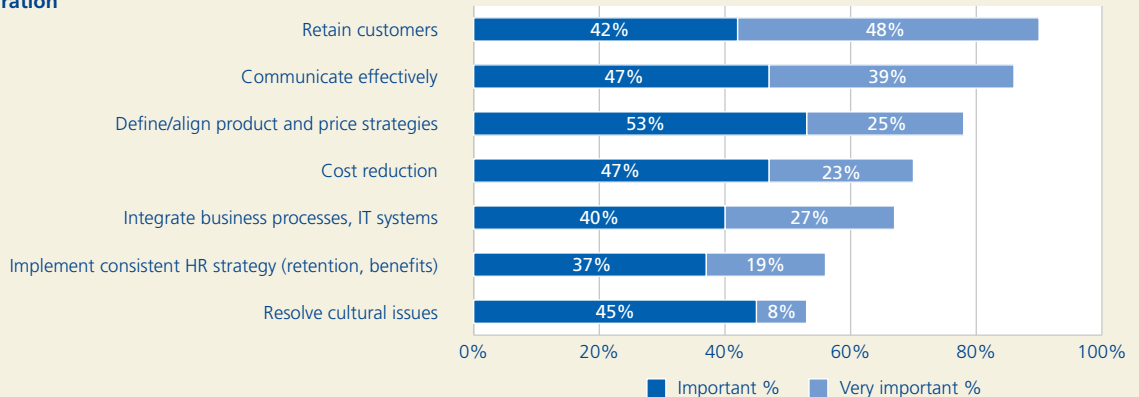 Retain customers 42% 48%
Communicate effectively 47% 39%
Define/align product and price strategies 53% 25%
Cost reduction 47% 23%
Integrate business processes, IT systems 40% 27%
Implement consistent HR strategy (retention, benefits) 37% 19%
Resolve cultural issues 45% 8%
0% 20% 40% 60% 80% 100%
Important % Very important %